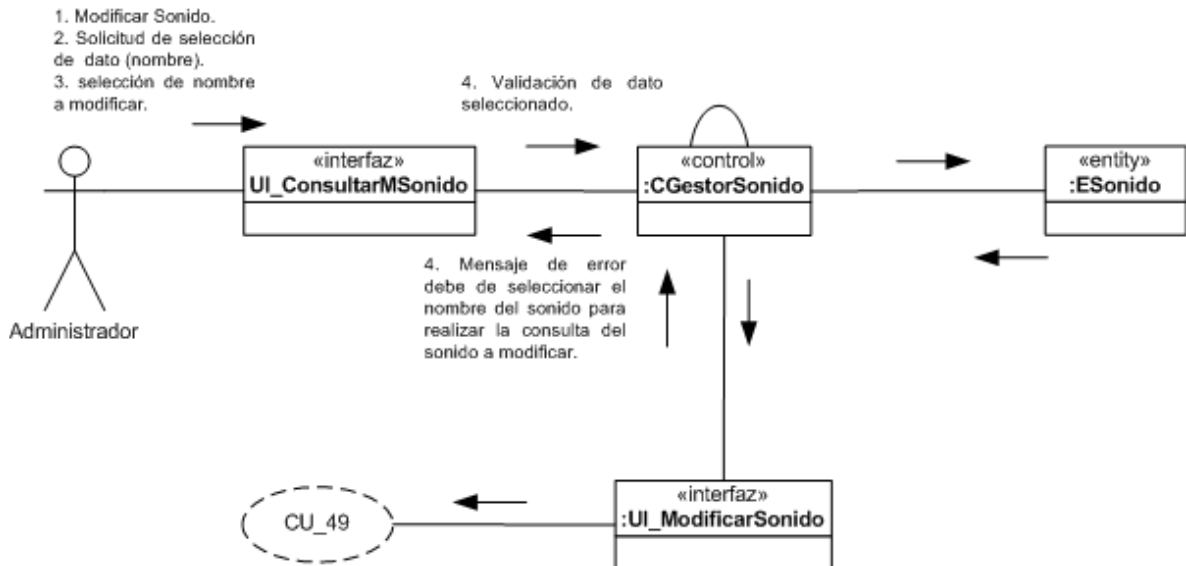 1. Modificar Sonido.
2. Solicitud de selección
de dato (nombre).
3. selección de nombre
a modificar.
4. Validación de dato
seleccionado.
«interfaz»
UI_ConsultarMSonido
«control»
:CGestorSonido
«entity»
:ESonido
4. Mensaje de error
debe de seleccionar el
nombre del sonido para
realizar la consulta del
sonido a modificar.
Administrador
«interfaz»
:UI_ModificarSonido
CU_49